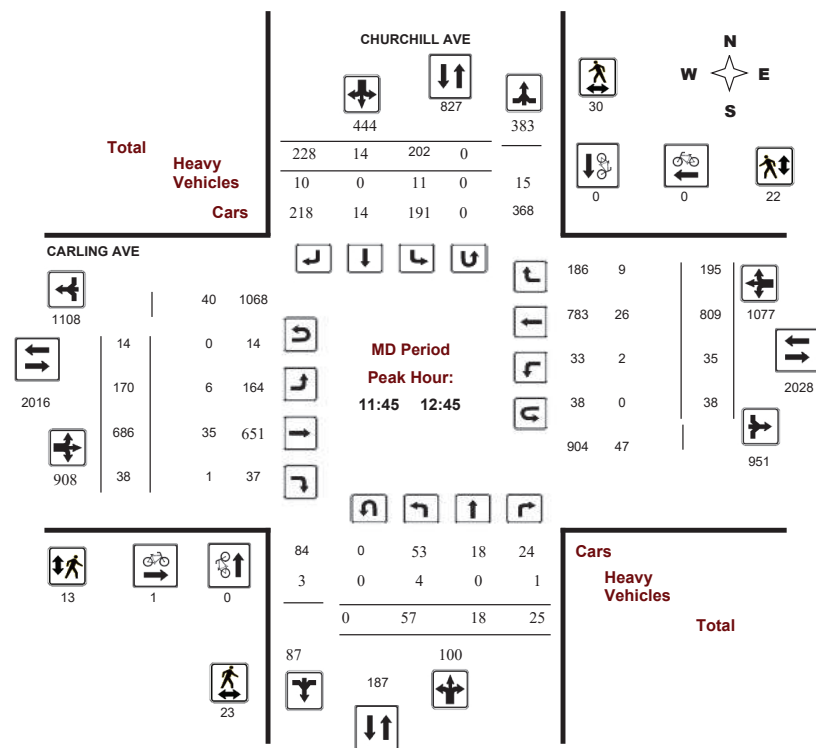 CHURCHILL AVE
N
W E
S
827
30
444 383
Total
228 14 202 0
Heavy
Vehicles
10 0 11 0 15
0 0 22
Cars
218 14 191 0 368
CARLING AVE
186 9 195
1108
40 1068
783 26 809 1077
14 0 14
MD Period
33 2 35
Peak Hour:
2016
170 6 164
2028
11:45 12:45
38 0 38
686 35 651
904 47
951
908
38 1 37
84 0 53 18 24
Cars
3 0 4 0 1
Heavy
Vehicles
13 1 0
0 57 18 25
Total
87 100
187
23